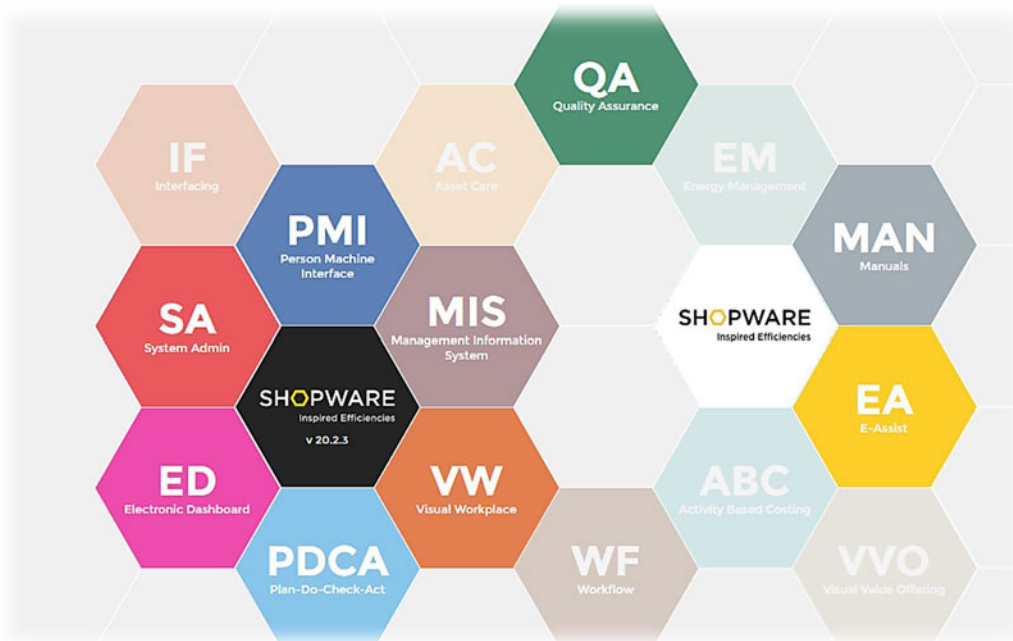 QA
Quality Assurance
IF
Interfacing
AC
Asset Care
EM
Energy Management
PMI
Person Machine
Interface
MAN
Manuals
SA
System Admin
MIS
Management Information
System
SHOPWARE
Inspired Efficiencies
SHOPWARE
Inspired Efficiencies
v 20.2.3
EA
E-Assist
ED
Electronic Dashboard
VW
Visual Workplace
ABC
Activity Based Costing
PDCA
Plan-Do-Check-Act
WF
Workflow
VVO
Visual Value Offering